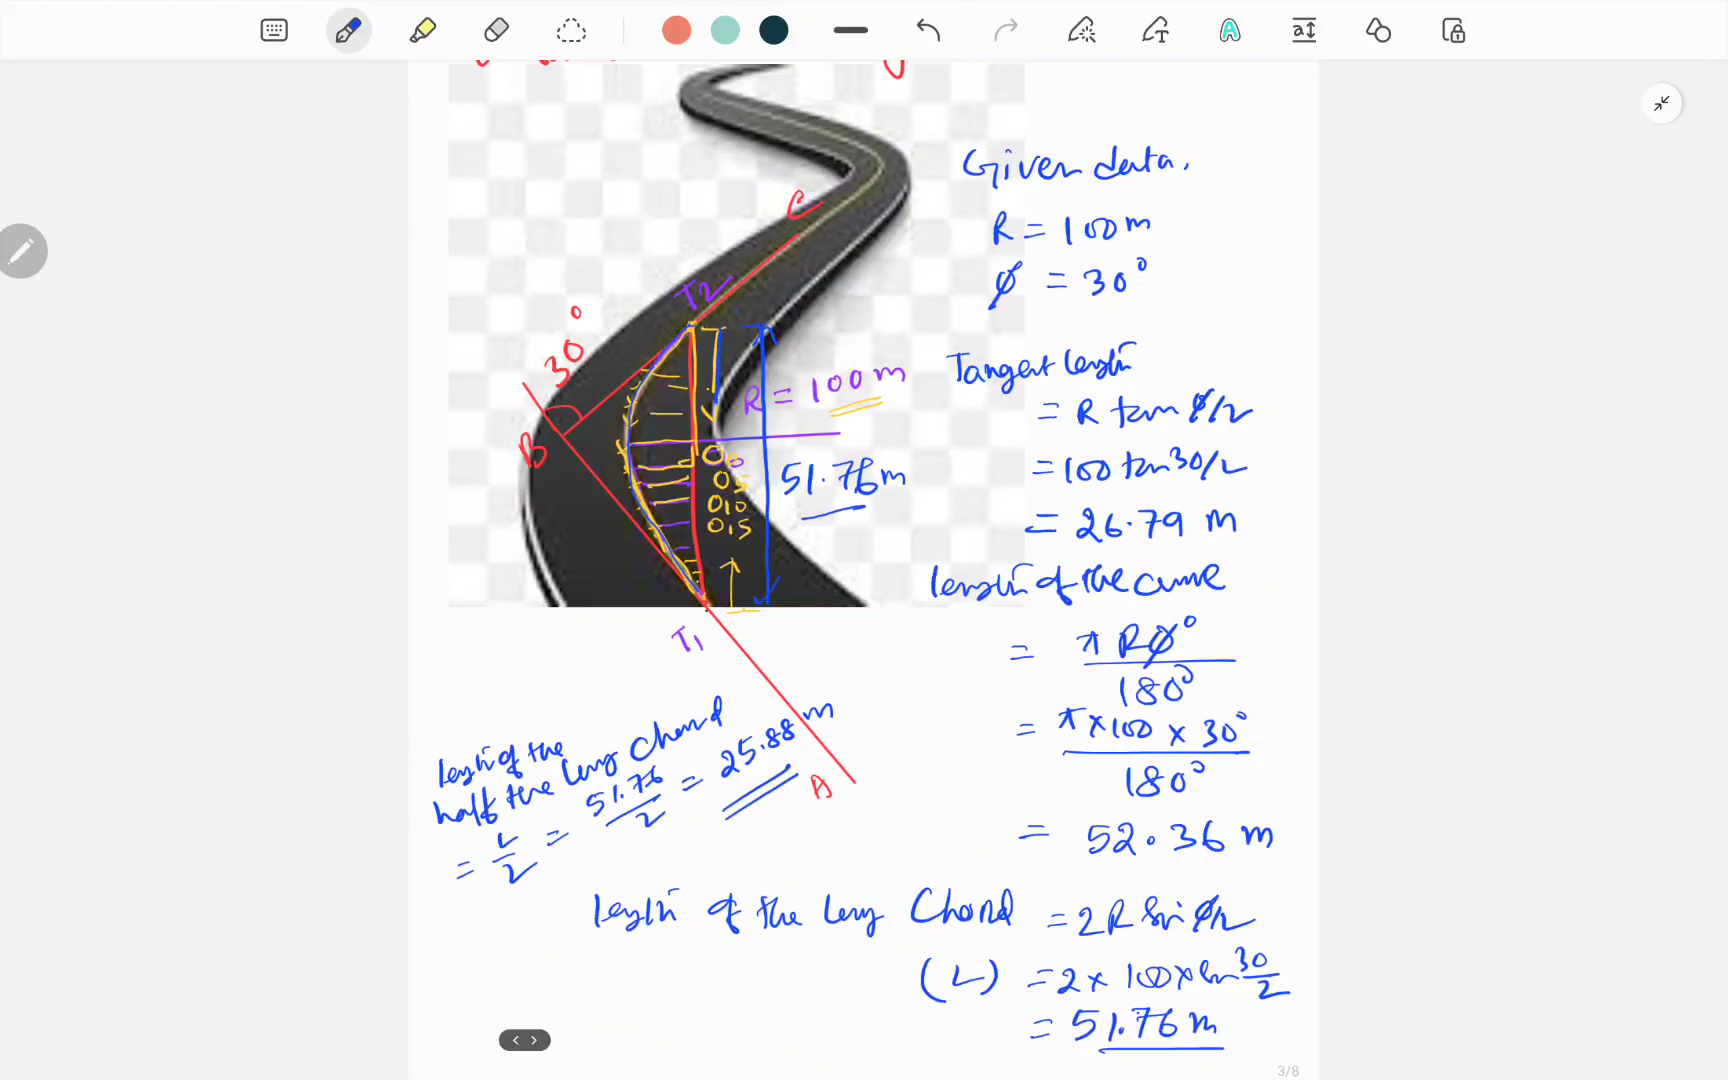 Given data.
R = 100 m
ϕ = 30°
Tangent length
= R tan ϕ/2
= 100 tan 30/2
= 26.79 m
length of the curve
= π R ϕ°
180°
= π × 100 × 30°
180°
= 52.36 m
C
T2
30°
R = 100 m
B
O0
O5
O10
O15
51.76 m
T1
A
length of the
half the long chord
= L/2 = 51.76/2 = 25.88 m
length of the long Chord = 2R sin ϕ/2
(L) = 2 × 100 × sin 30/2
= 51.76 m
3/8